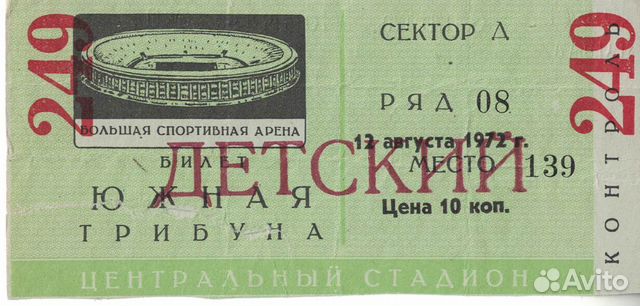 249
БОЛЬШАЯ СПОРТИВНАЯ АРЕНА
БИЛЕТ
ЮЖНАЯ
ТРИБУНА
СЕКТОР Д
РЯД 08
12 августа 1972 г.
МЕСТО 139
ДЕТСКИЙ
Цена 10 коп.
ЦЕНТРАЛЬНЫЙ СТАДИОН
КОНТРОЛЬ
249
Avito